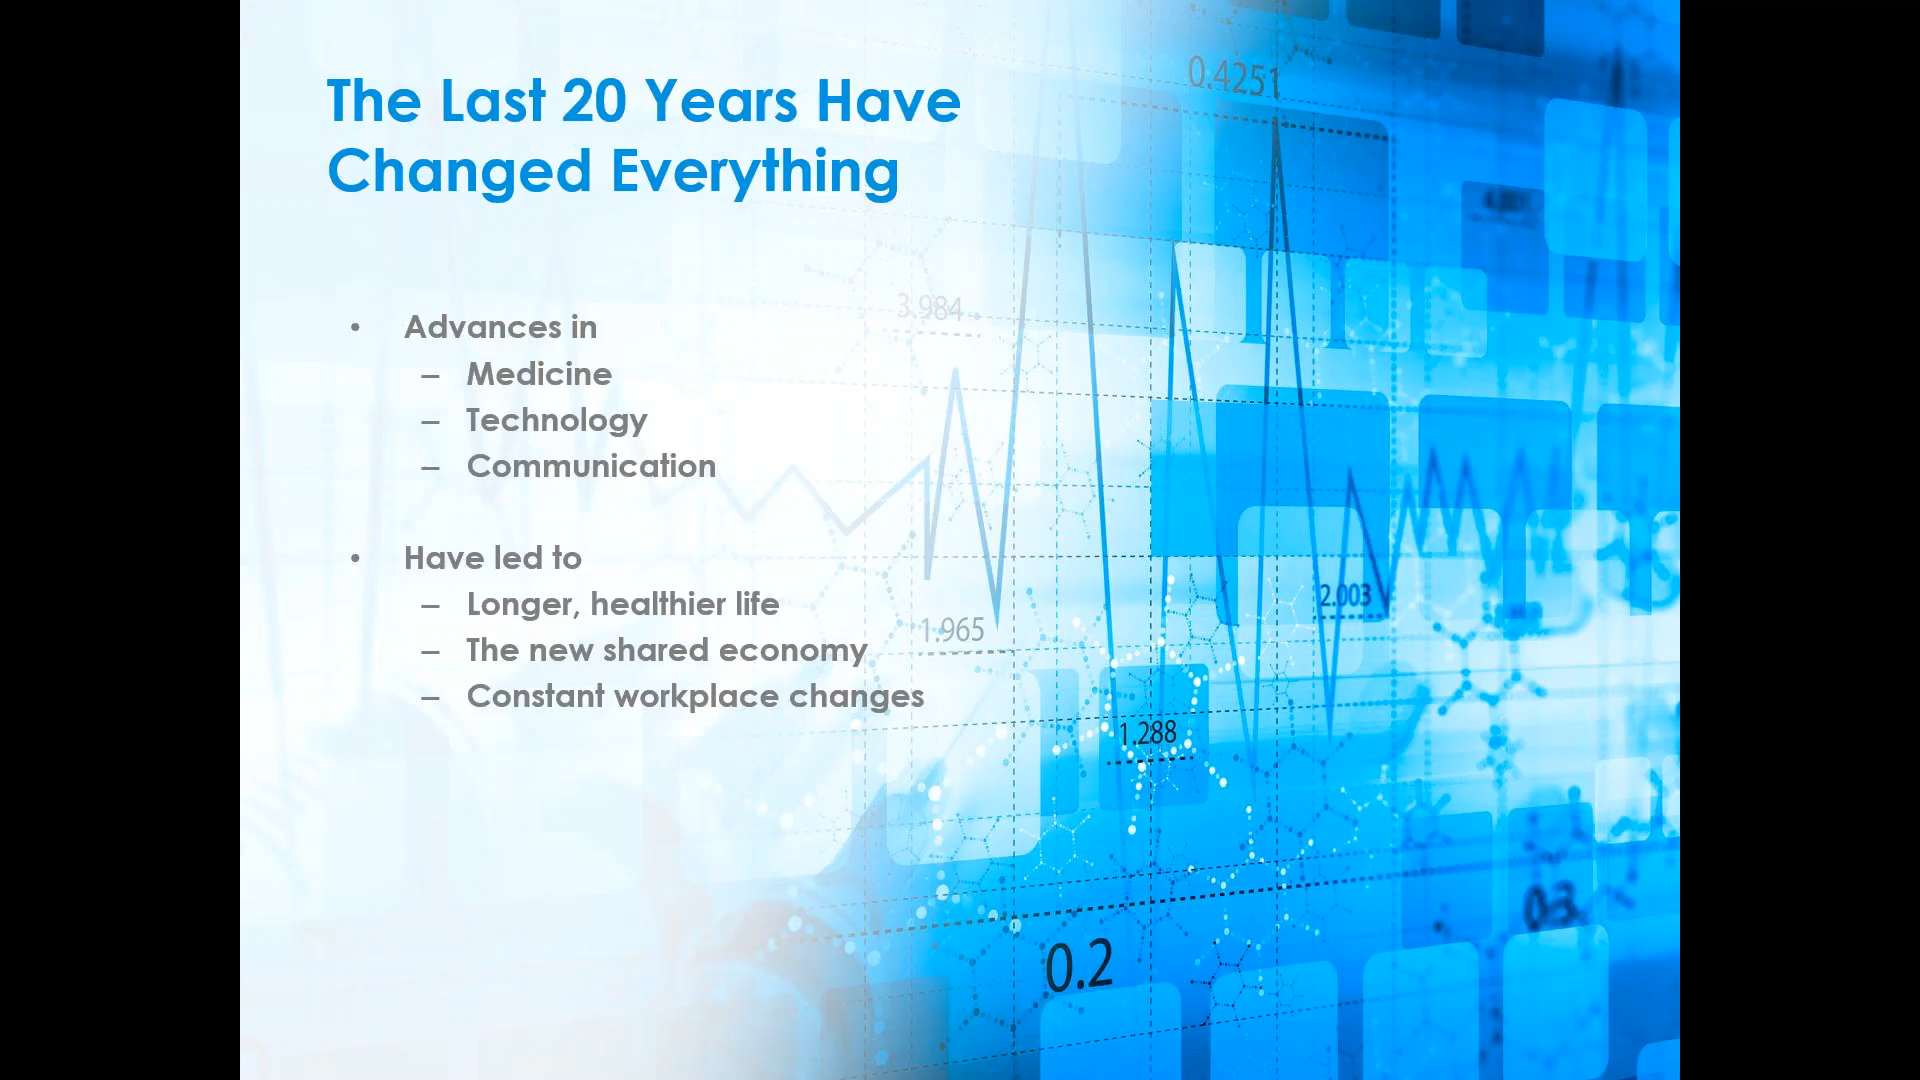 The Last 20 Years Have
Changed Everything
• Advances in
– Medicine
– Technology
– Communication
• Have led to
– Longer, healthier life
– The new shared economy
– Constant workplace changes
0.4251
3.984
2.003
1.965
1.288
03
0.2